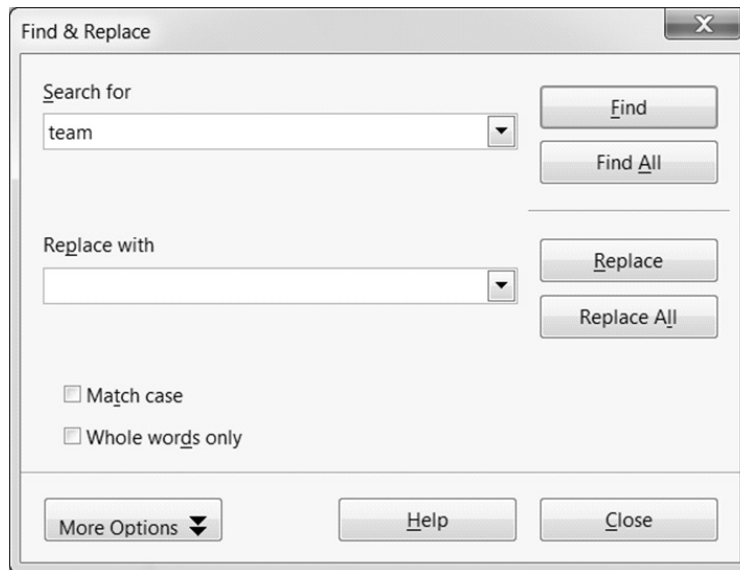 Find & Replace
X
Search for
team
Find
Find All
Replace with
Replace
Replace All
Match case
Whole words only
More Options
Help
Close